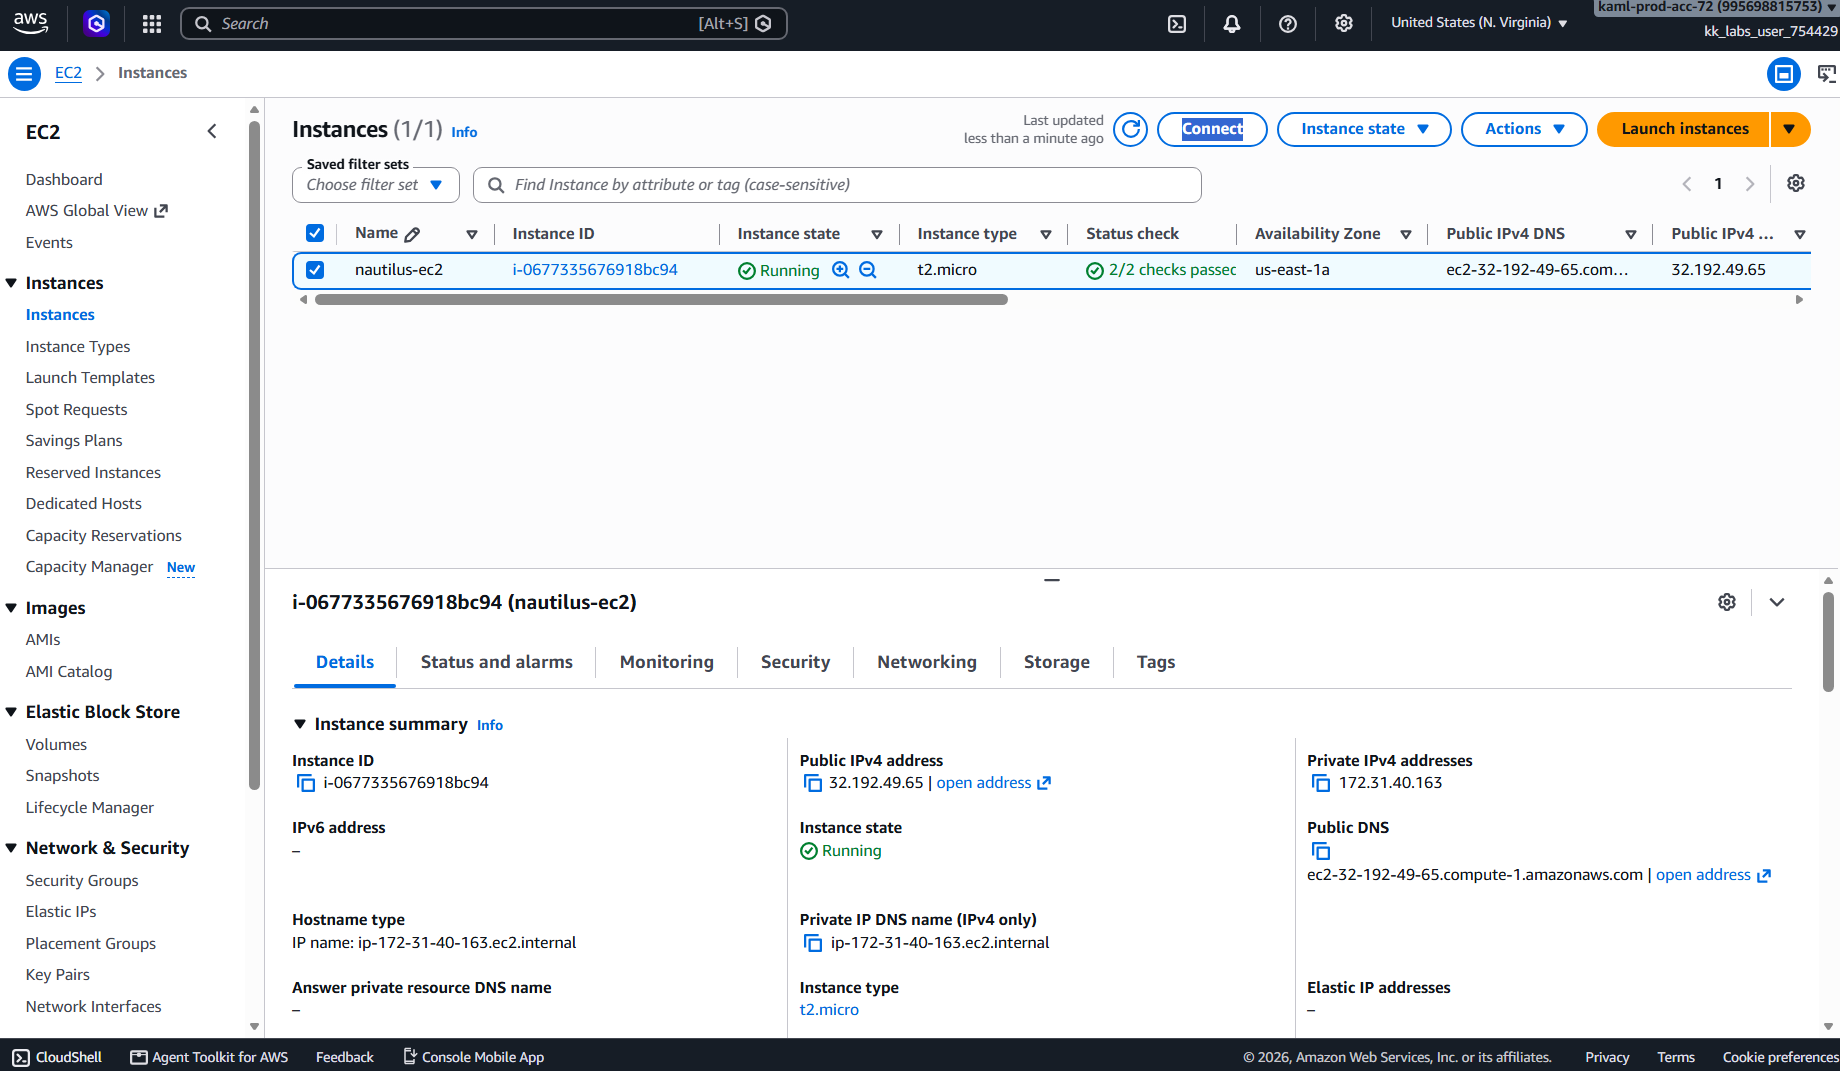 aws
Search [Alt+S]
United States (N. Virginia)
kaml-prod-acc-72 (995698815753)
kk_labs_user_754429
EC2 Instances
EC2
Dashboard
AWS Global View
Events
Instances
Instances
Instance Types
Launch Templates
Spot Requests
Savings Plans
Reserved Instances
Dedicated Hosts
Capacity Reservations
Capacity Manager New
Images
AMIs
AMI Catalog
Elastic Block Store
Volumes
Snapshots
Lifecycle Manager
Network & Security
Security Groups
Elastic IPs
Placement Groups
Key Pairs
Network Interfaces
Instances (1/1) Info
Last updated
less than a minute ago
Connect
Instance state
Actions
Launch instances
Saved filter sets
Choose filter set
Find Instance by attribute or tag (case-sensitive)
1
Name Instance ID Instance state Instance type Status check Availability Zone Public IPv4 DNS Public IPv4 ...
nautilus-ec2 i-0677335676918bc94 Running t2.micro 2/2 checks passec us-east-1a ec2-32-192-49-65.com... 32.192.49.65
i-0677335676918bc94 (nautilus-ec2)
Details Status and alarms Monitoring Security Networking Storage Tags
Instance summary Info
Instance ID
i-0677335676918bc94
Public IPv4 address
32.192.49.65 | open address
Private IPv4 addresses
172.31.40.163
IPv6 address
–
Instance state
Running
Public DNS
ec2-32-192-49-65.compute-1.amazonaws.com | open address
Hostname type
IP name: ip-172-31-40-163.ec2.internal
Private IP DNS name (IPv4 only)
ip-172-31-40-163.ec2.internal
Answer private resource DNS name
–
Instance type
t2.micro
Elastic IP addresses
–
CloudShell Agent Toolkit for AWS Feedback Console Mobile App
© 2026, Amazon Web Services, Inc. or its affiliates. Privacy Terms Cookie preferences